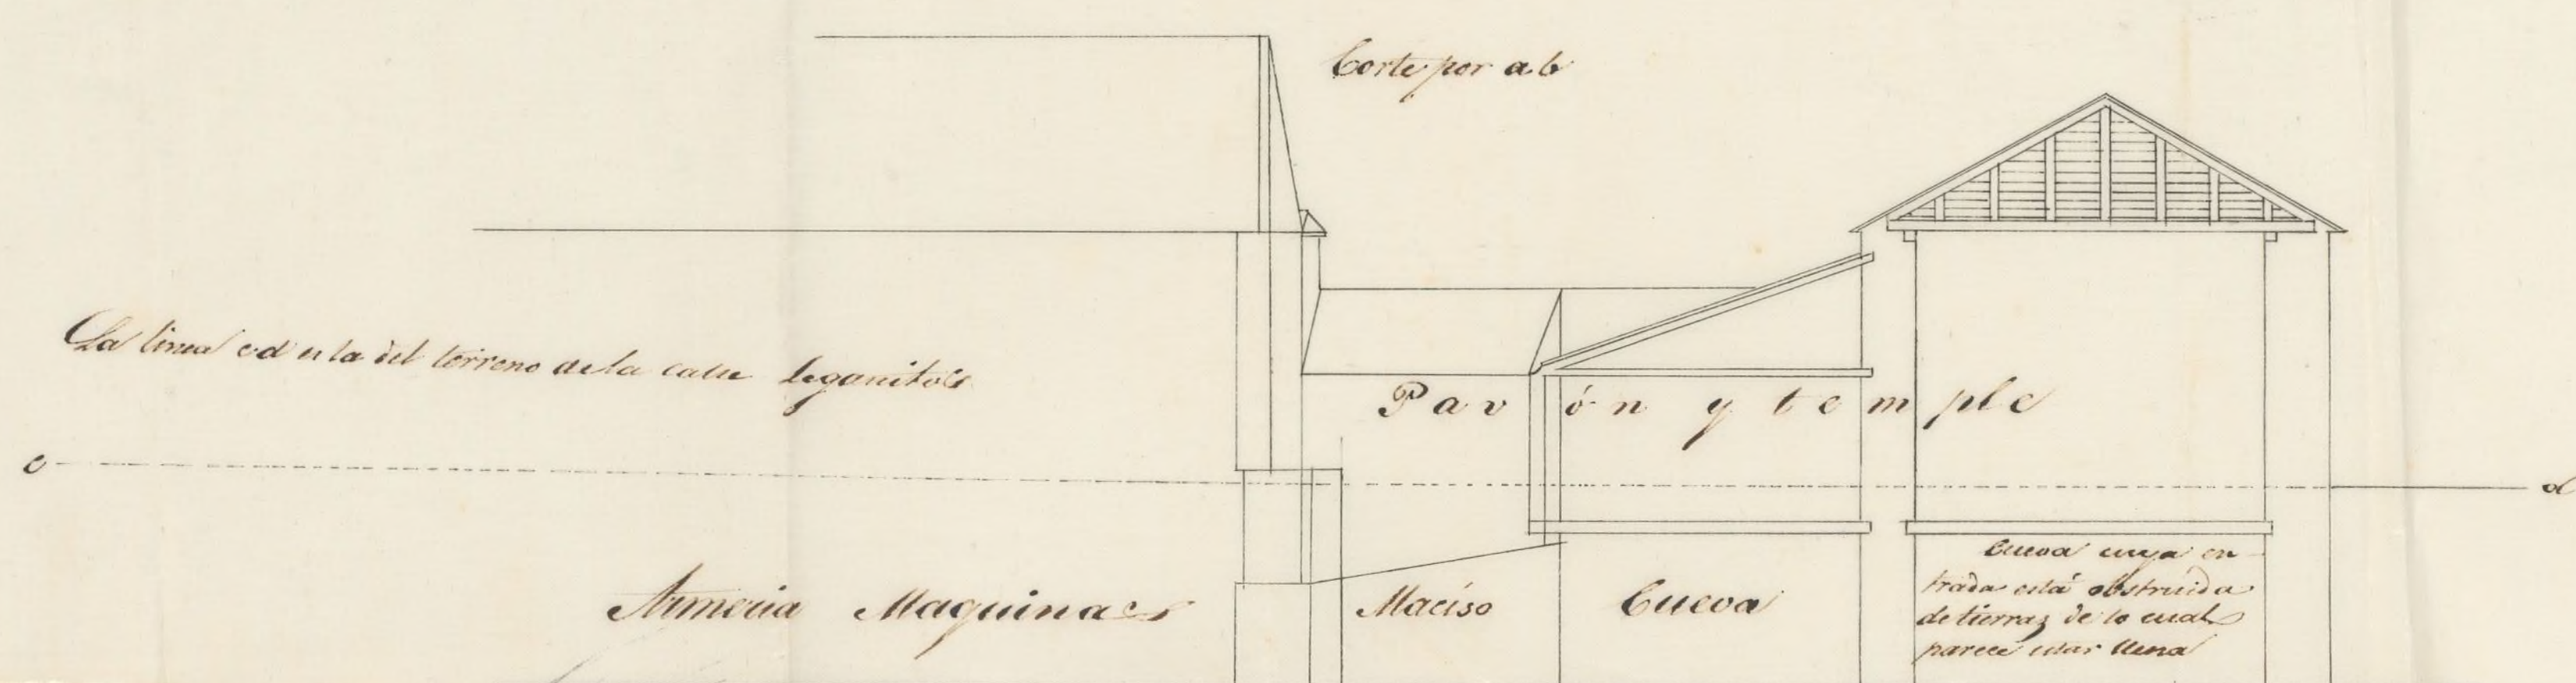 Corte por a b
La linea c d es la del terreno de la calle Leganitos
Pavón y temple
c
d
Armeria Maquinas
Maciso
Cueva
Cueva cuya en
trada está obstruida
de tierras de lo cual
parece estar llena